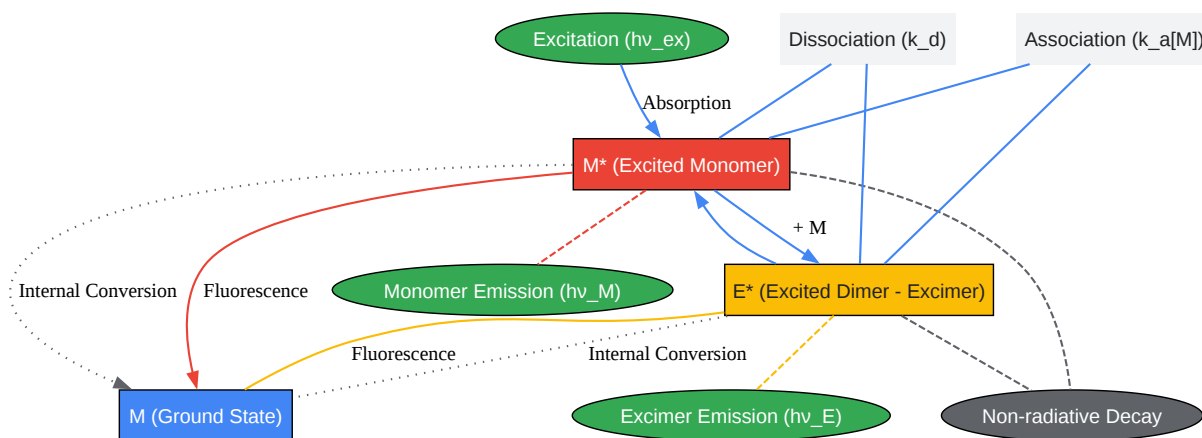 Excitation (hν_ex)
Dissociation (k_d)
Association (k_a[M])
Absorption
M* (Excited Monomer)
+ M
Internal Conversion
Fluorescence
Monomer Emission (hν_M)
E* (Excited Dimer - Excimer)
Fluorescence
Internal Conversion
M (Ground State)
Excimer Emission (hν_E)
Non-radiative Decay